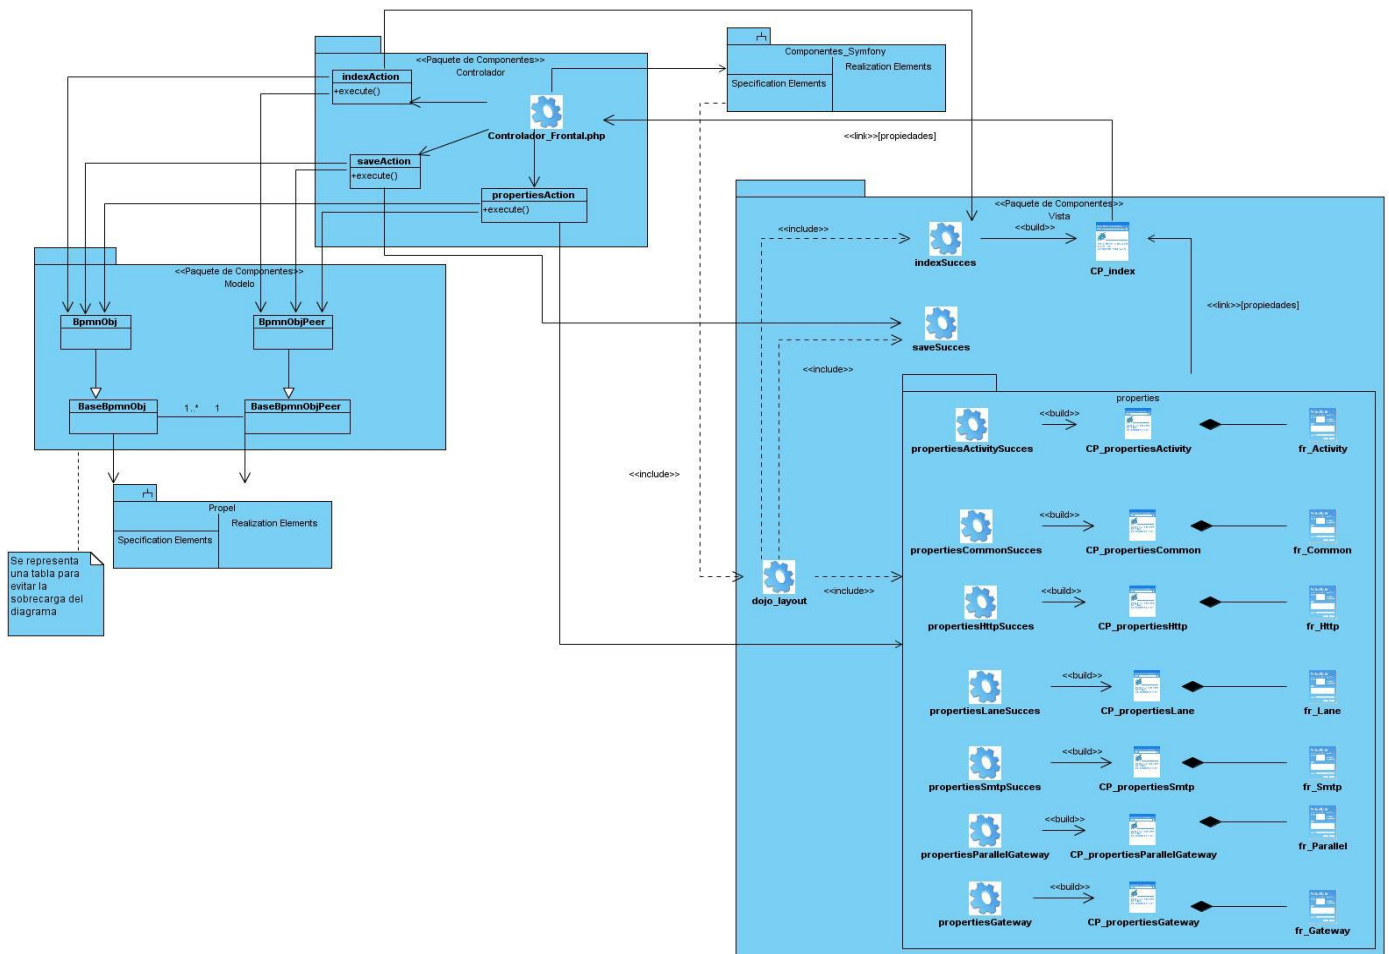 <<Paquete de Componentes>>
Controlador
indexAction
+execute()
Controlador_Frontal.php
saveAction
+execute()
propertiesAction
+execute()
Componentes_Symfony
Realization Elements
Specification Elements
<<link>>[propiedades]
<<Paquete de Componentes>>
Modelo
BpmnObj
BpmnObjPeer
BaseBpmnObj
1..*
1
BaseBpmnObjPeer
Propel
Realization Elements
Specification Elements
Se representa
una tabla para
evitar la
sobrecarga del
diagrama
<<include>>
<<Paquete de Componentes>>
Vista
<<include>>
indexSucces
<<build>>
CP_index
<<link>>[propiedades]
saveSucces
<<include>>
dojo_layout
<<include>>
properties
propertiesActivitySucces
<<build>>
CP_propertiesActivity
fr_Activity
propertiesCommonSucces
<<build>>
CP_propertiesCommon
fr_Common
propertiesHttpSucces
<<build>>
CP_propertiesHttp
fr_Http
propertiesLaneSucces
<<build>>
CP_propertiesLane
fr_Lane
propertiesSmtpSucces
<<build>>
CP_propertiesSmtp
fr_Smtp
propertiesParallelGateway
<<build>>
CP_propertiesParallelGateway
fr_Parallel
propertiesGateway
<<build>>
CP_propertiesGateway
fr_Gateway